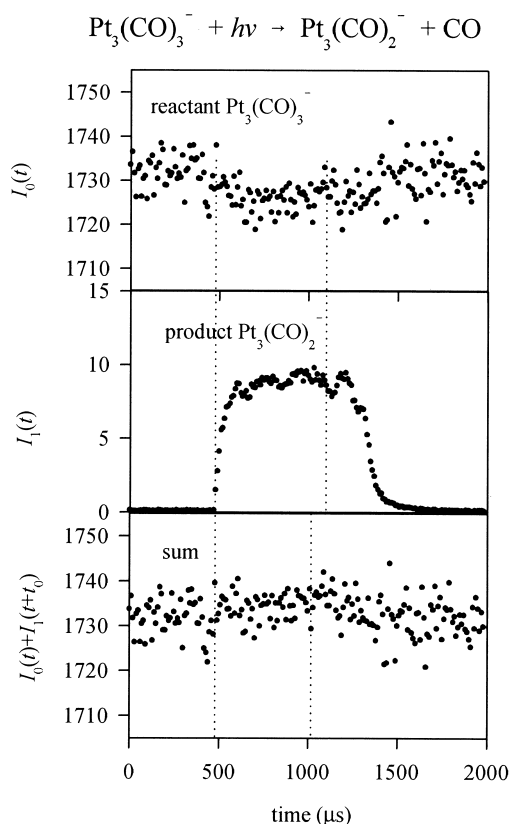 Pt₃(CO)₃⁻ + hν → Pt₃(CO)₂⁻ + CO
1750
1740
1730
1720
1710
I₀(t)
reactant Pt₃(CO)₃⁻
15
10
5
0
I₁(t)
product Pt₃(CO)₂⁻
1750
1740
1730
1720
1710
I₀(t)+I₁(t+t₀)
sum
0 500 1000 1500 2000
time (μs)